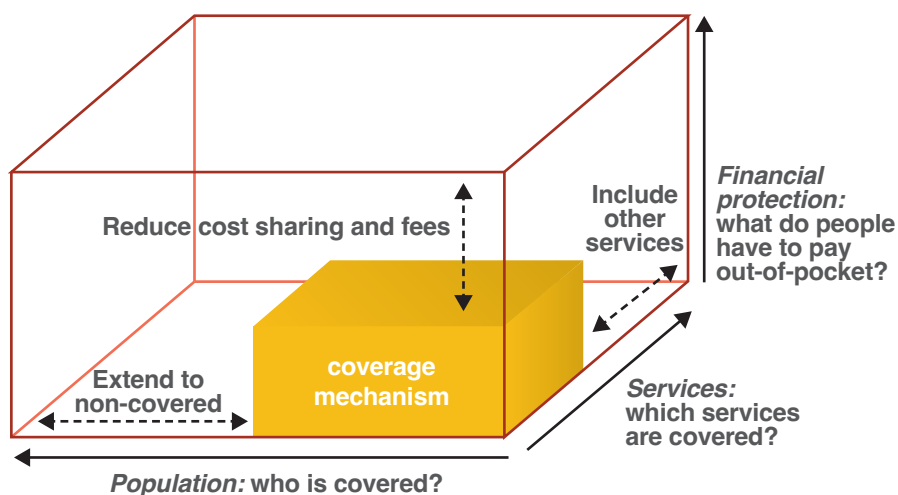 Reduce cost sharing and fees
Include
other
services
Financial
protection:
what do people
have to pay
out-of-pocket?
coverage
mechanism
Extend to
non-covered
Services:
which services
are covered?
Population: who is covered?